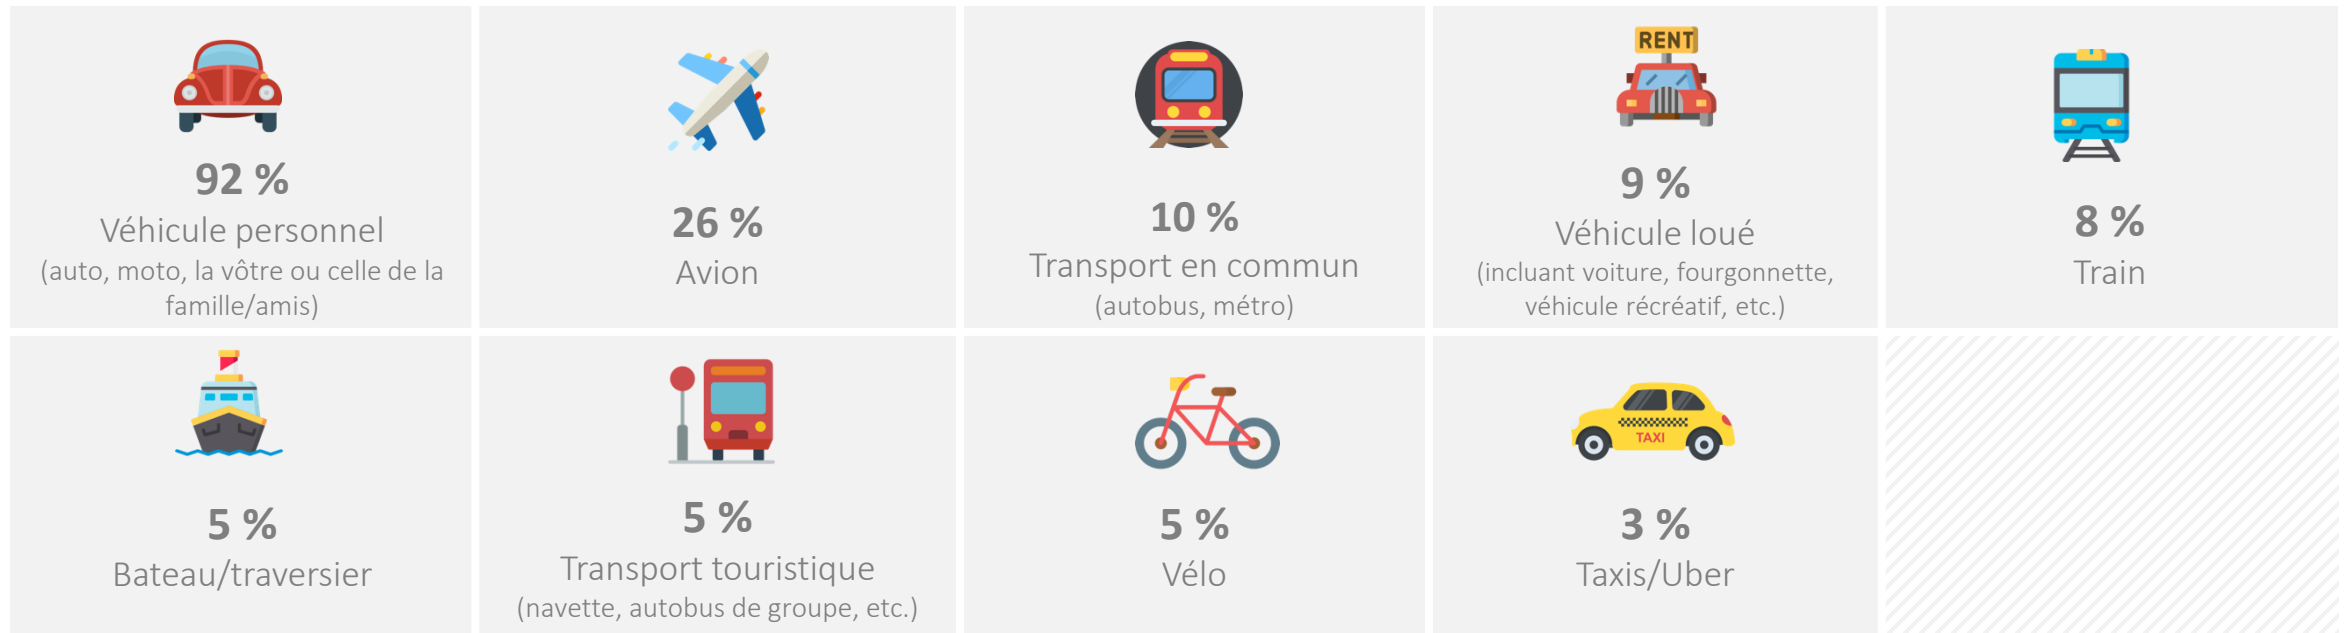 92 %
Véhicule personnel
(auto, moto, la vôtre ou celle de la
famille/amis)
26 %
Avion
10 %
Transport en commun
(autobus, métro)
RENT
9 %
Véhicule loué
(incluant voiture, fourgonnette,
véhicule récréatif, etc.)
8 %
Train
5 %
Bateau/traversier
5 %
Transport touristique
(navette, autobus de groupe, etc.)
5 %
Vélo
TAXI
3 %
Taxis/Uber